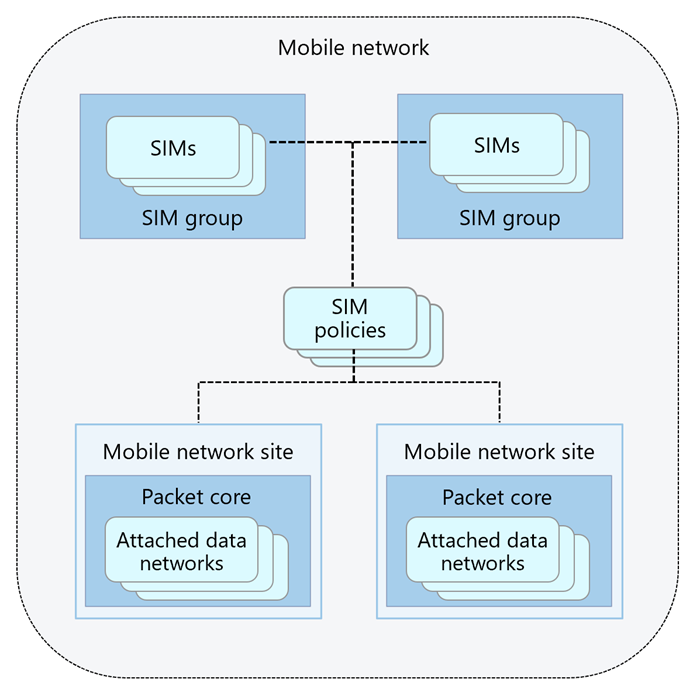 Mobile network
SIMs
SIMs
SIM group
SIM group
SIM
policies
Mobile network site
Mobile network site
Packet core
Packet core
Attached data
networks
Attached data
networks